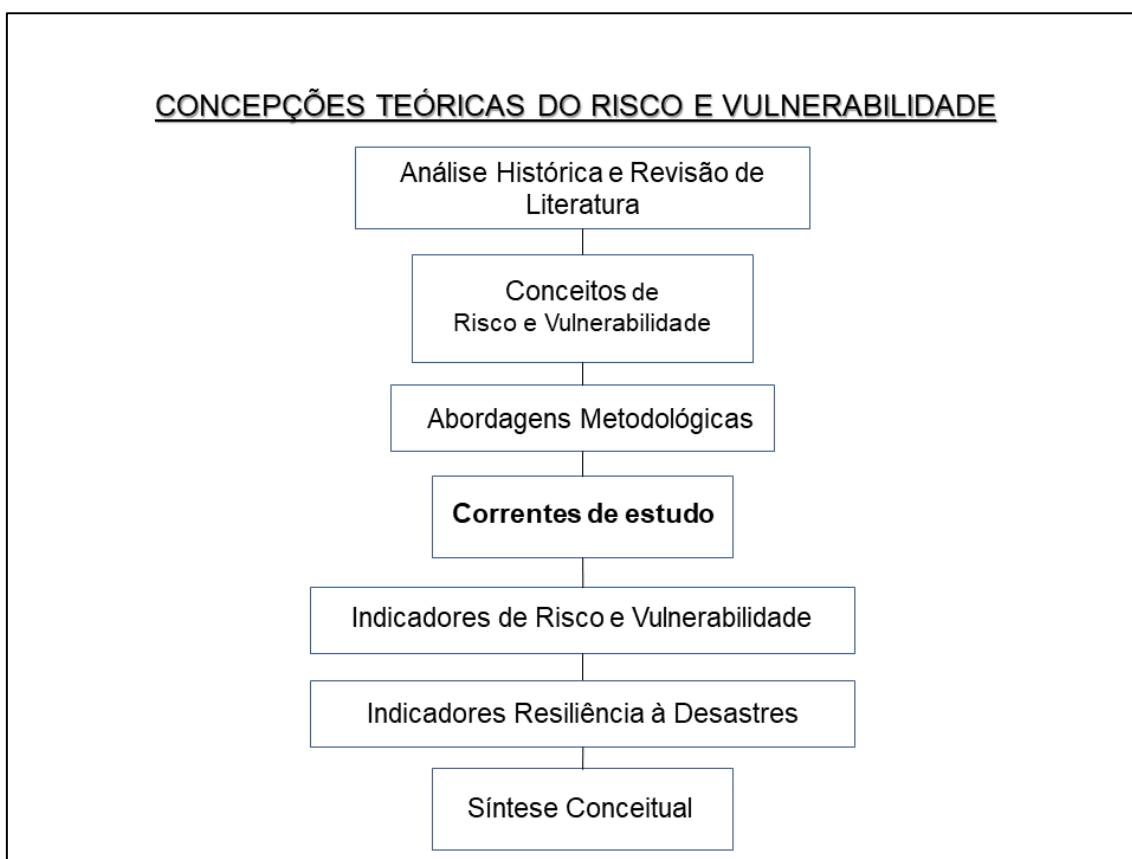 CONCEPÇÕES TEÓRICAS DO RISCO E VULNERABILIDADE
Análise Histórica e Revisão de
Literatura
Conceitos de
Risco e Vulnerabilidade
Abordagens Metodológicas
Correntes de estudo
Indicadores de Risco e Vulnerabilidade
Indicadores Resiliência à Desastres
Síntese Conceitual